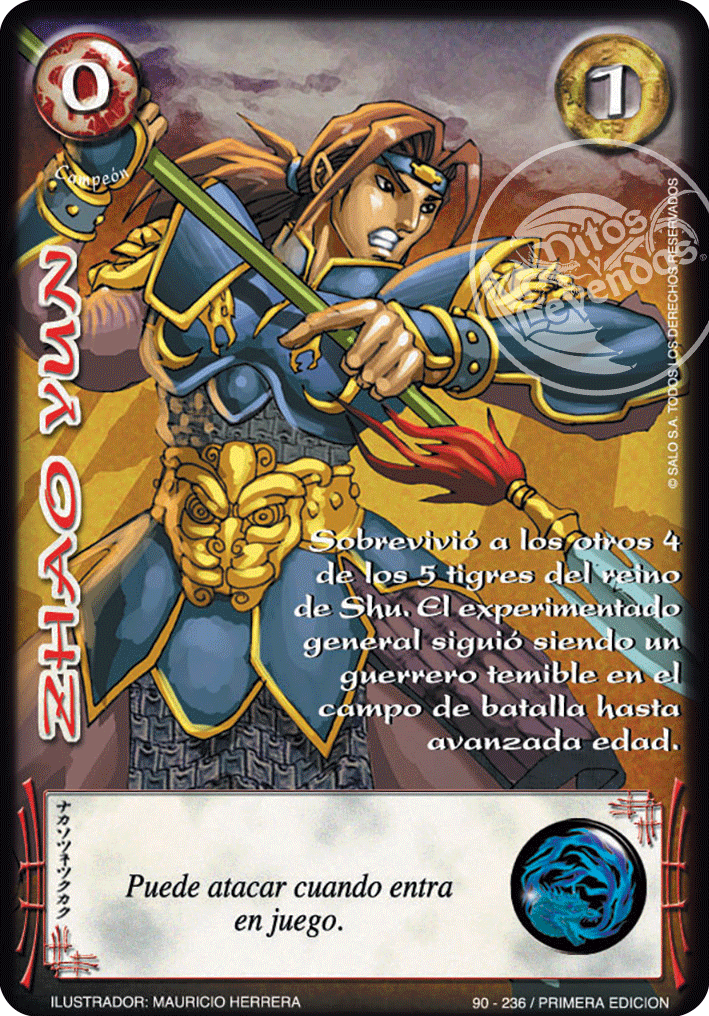 0
1
Campeón
Mitos
y
Leyendas
®
ZHAO YUN
© SALO S.A. TODOS LOS DERECHOS RESERVADOS
Sobrevivió a los otros 4
de los 5 tigres del reino
de Shu. El experimentado
general siguió siendo un
guerrero temible en el
campo de batalla hasta
avanzada edad.
ナカソツネツクカク
Puede atacar cuando entra
en juego.
ILUSTRADOR: MAURICIO HERRERA
90 - 236 / PRIMERA EDICION